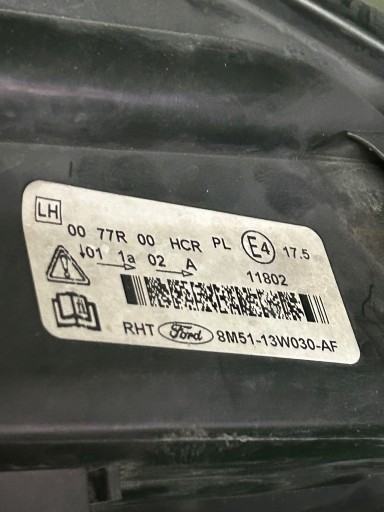 LH
00 77R 00 HCR PL E4 17.5
01 1a 02 A
11802
RHT Ford 8M51-13W030-AF